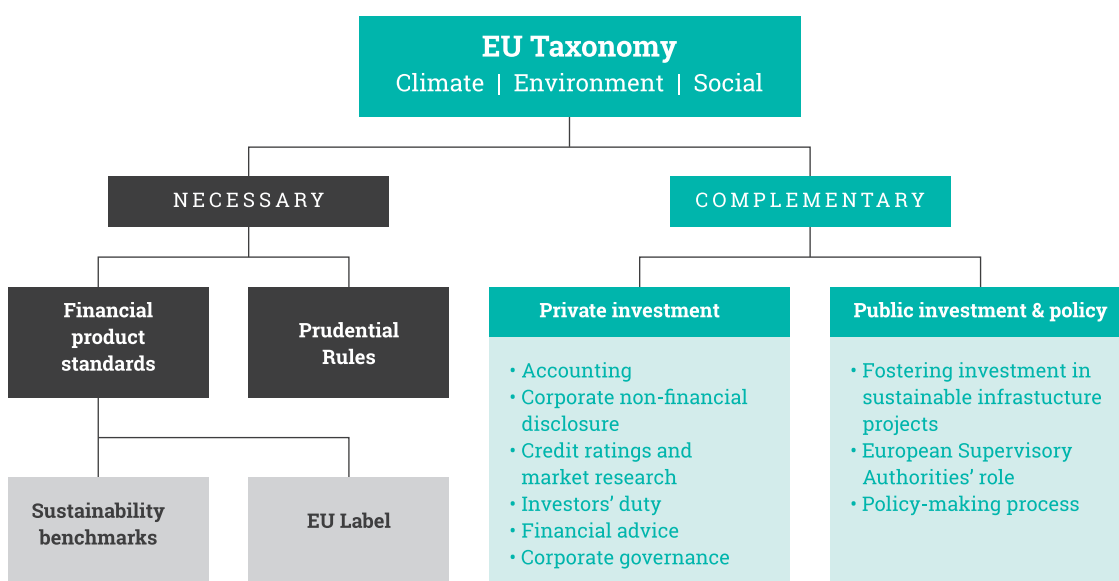 EU Taxonomy
Climate | Environment | Social
NECESSARY
COMPLEMENTARY
Financial
product
standards
Prudential
Rules
Sustainability
benchmarks
EU Label
Private investment
• Accounting
• Corporate non-financial
disclosure
• Credit ratings and
market research
• Investors’ duty
• Financial advice
• Corporate governance
Public investment & policy
• Fostering investment in
sustainable infrastucture
projects
• European Supervisory
Authorities’ role
• Policy-making process